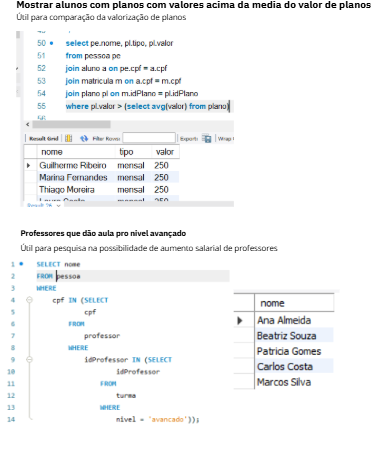 Mostrar alunos com planos com valores acima da media do valor de planos
Útil para comparação da valorização de planos
50 select pe.nome, pl.tipo, pl.valor
51 from pessoa pe
52 join aluno a on pe.cpf = a.cpf
53 join matricula m on a.cpf = m.cpf
54 join plano pl on m.idPlano = pl.idPlano
55 where pl.valor > (select avg(valor) from plano)
Result Grid Filter Rows: Export: Wrap
nome tipo valor
Guilherme Ribeiro mensal 250
Marina Fernandes mensal 250
Thiago Moreira mensal 250
mensal 250
Professores que dão aula pro nivel avançado
Útil para pesquisa na possibilidade de aumento salarial de professores
1 SELECT nome
2 FROM pessoa
3 WHERE
4 cpf IN (SELECT
5 cpf
6 FROM
7 professor
8 WHERE
9 idProfessor IN (SELECT
10 idProfessor
11 FROM
12 turma
13 WHERE
14 nivel = 'avancado'));
nome
Ana Almeida
Beatriz Souza
Patricia Gomes
Carlos Costa
Marcos Silva